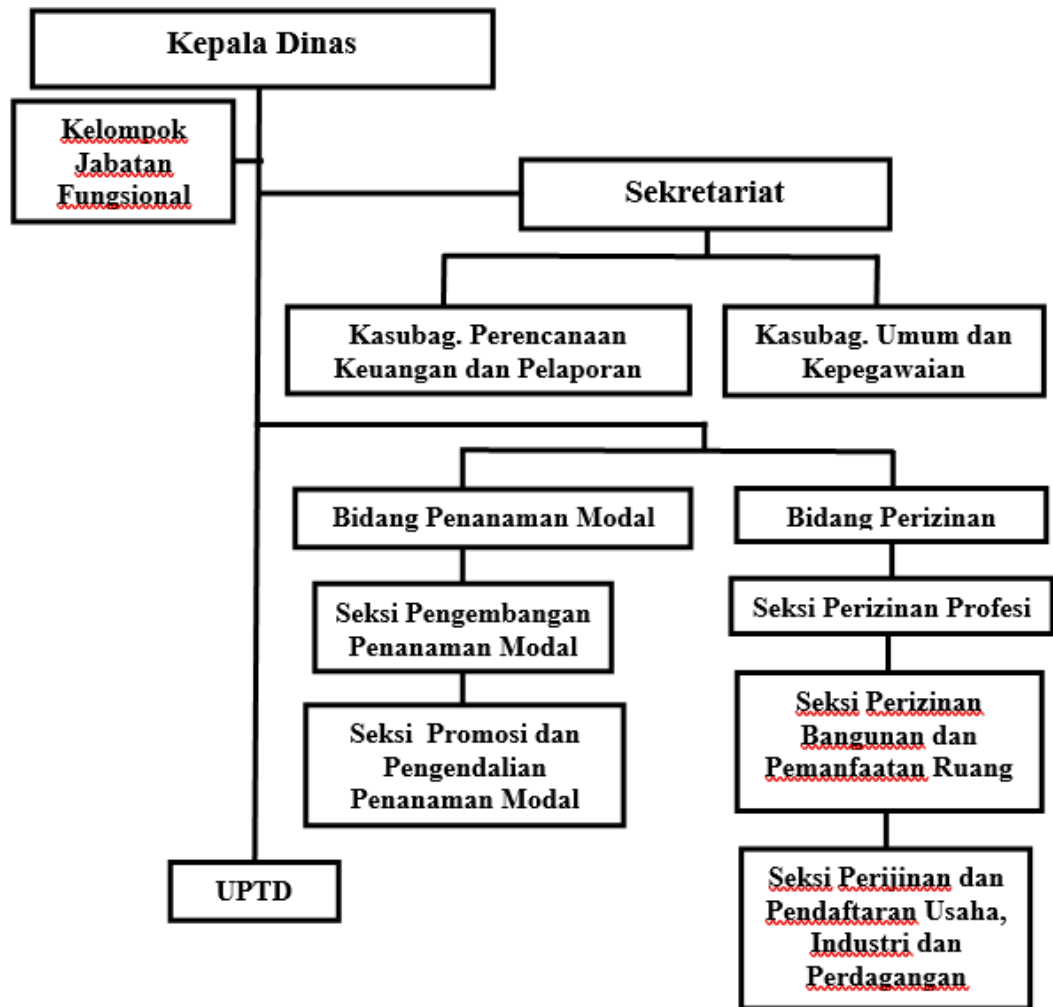 Kepala Dinas
Kelompok
Jabatan
Fungsional
Sekretariat
Kasubag. Perencanaan
Keuangan dan Pelaporan
Kasubag. Umum dan
Kepegawaian
Bidang Penanaman Modal
Bidang Perizinan
Seksi Pengembangan
Penanaman Modal
Seksi Perizinan Profesi
Seksi Promosi dan
Pengendalian
Penanaman Modal
Seksi Perizinan
Bangunan dan
Pemanfaatan Ruang
UPTD
Seksi Perijinan dan
Pendaftaran Usaha,
Industri dan
Perdagangan